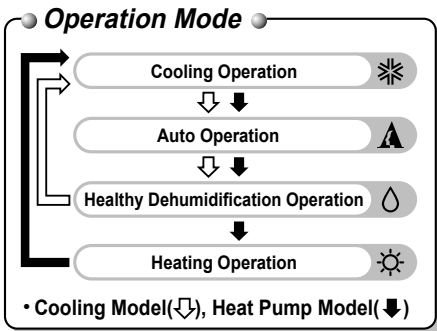 Operation Mode
Cooling Operation
Auto Operation
Healthy Dehumidification Operation
Heating Operation
• Cooling Model(⇩), Heat Pump Model(⬇)